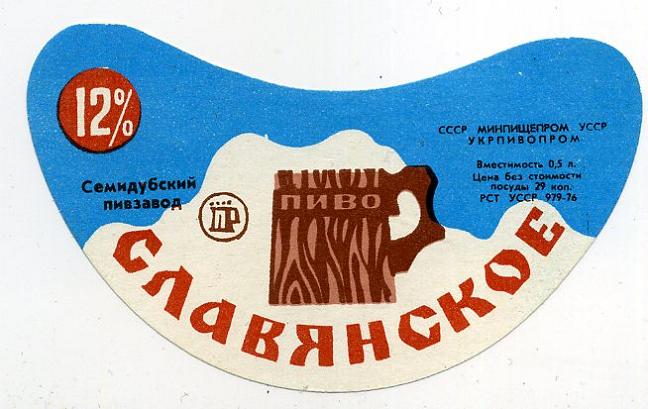 12%
СССР МИНПИЩЕПРОМ УССР
УКРПИВОПРОМ
Вместимость 0,5 л.
Цена без стоимости
посуды 29 коп.
РСТ УССР 979-76
Семидубский
пивзавод
ПИВО
СЛАВЯНСКОЕ